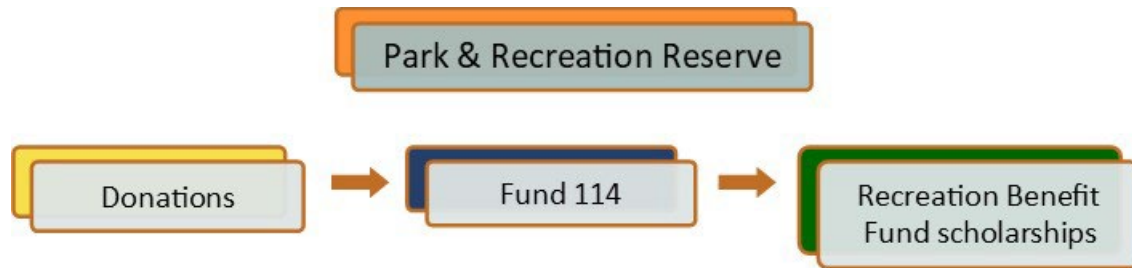 Park & Recreation Reserve
Donations
Fund 114
Recreation Benefit
Fund scholarships